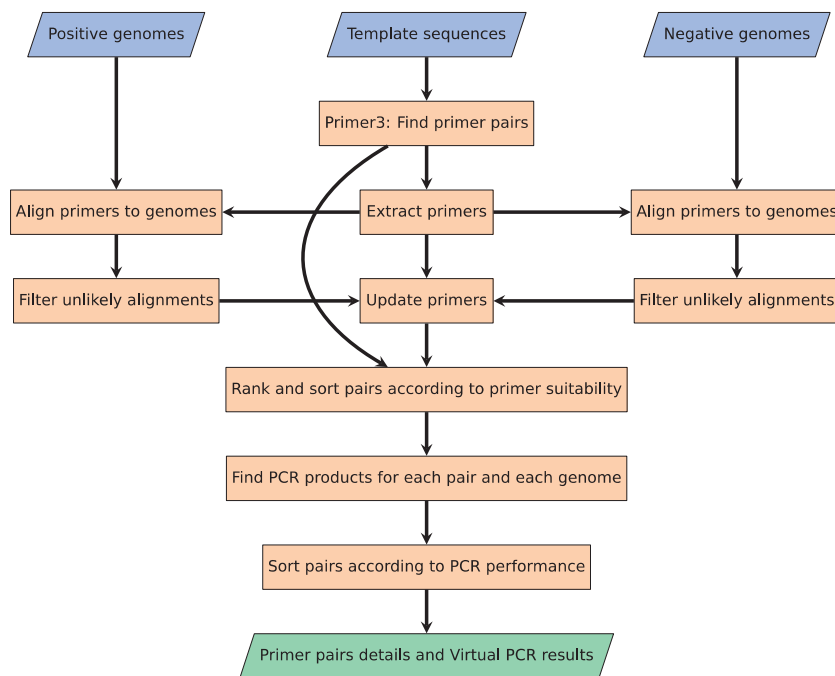 Positive genomes
Template sequences
Negative genomes
Primer3: Find primer pairs
Align primers to genomes
Extract primers
Align primers to genomes
Filter unlikely alignments
Update primers
Filter unlikely alignments
Rank and sort pairs according to primer suitability
Find PCR products for each pair and each genome
Sort pairs according to PCR performance
Primer pairs details and Virtual PCR results